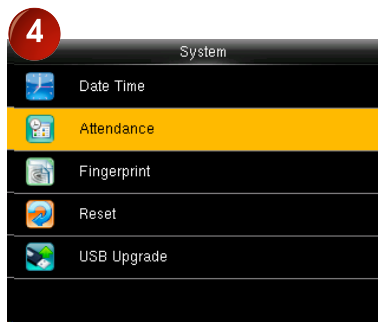 4
System
Date Time
Attendance
Fingerprint
Reset
USB Upgrade